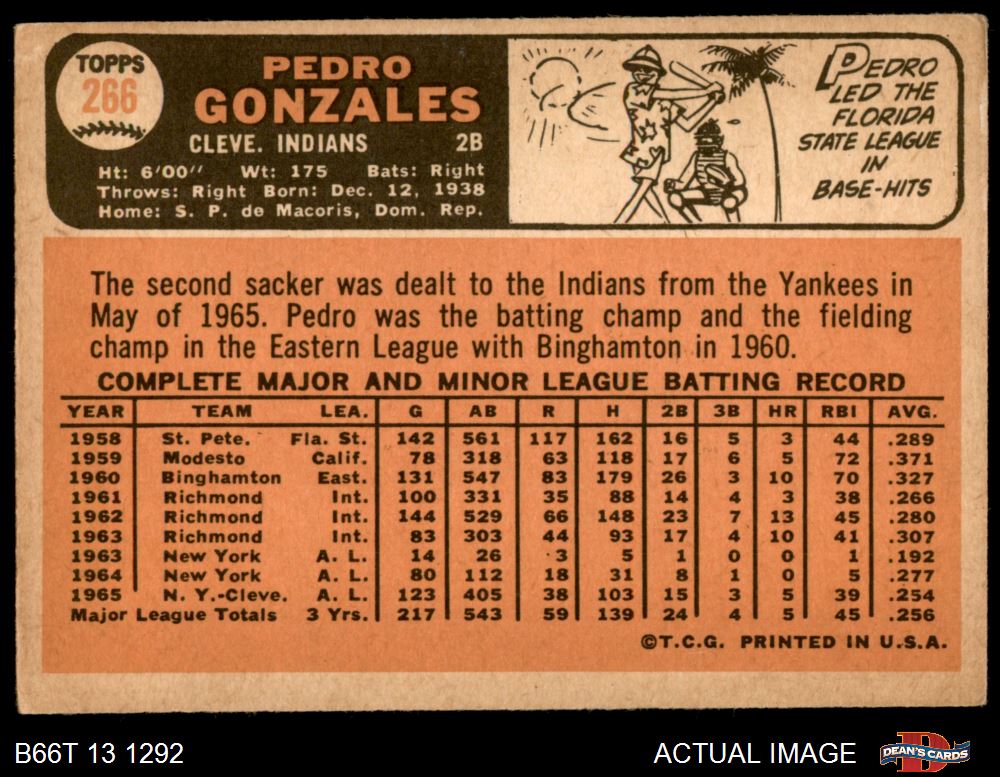 TOPPS
266
PEDRO
GONZALES
CLEVE. INDIANS 2B
Ht: 6'00" Wt: 175 Bats: Right
Throws: Right Born: Dec. 12, 1938
Home: S. P. de Macoris, Dom. Rep.
PEDRO
LED THE
FLORIDA
STATE LEAGUE
IN
BASE-HITS
The second sacker was dealt to the Indians from the Yankees in
May of 1965. Pedro was the batting champ and the fielding
champ in the Eastern League with Binghamton in 1960.
COMPLETE MAJOR AND MINOR LEAGUE BATTING RECORD
YEAR TEAM LEA. G AB R H 2B 3B HR RBI AVG.
1958 St. Pete. Fla. St. 142 561 117 162 16 5 3 44 .289
1959 Modesto Calif. 78 318 63 118 17 6 5 72 .371
1960 Binghamton East. 131 547 83 179 26 3 10 70 .327
1961 Richmond Int. 100 331 35 88 14 4 3 38 .266
1962 Richmond Int. 144 529 66 148 23 7 13 45 .280
1963 Richmond Int. 83 303 44 93 17 4 10 41 .307
1963 New York A. L. 14 26 3 5 1 0 0 1 .192
1964 New York A. L. 80 112 18 31 8 1 0 5 .277
1965 N. Y.-Cleve. A. L. 123 405 38 103 15 3 5 39 .254
Major League Totals 3 Yrs. 217 543 59 139 24 4 5 45 .256
©T.C.G. PRINTED IN U.S.A.
B66T 13 1292 ACTUAL IMAGE DEAN'S CARDS